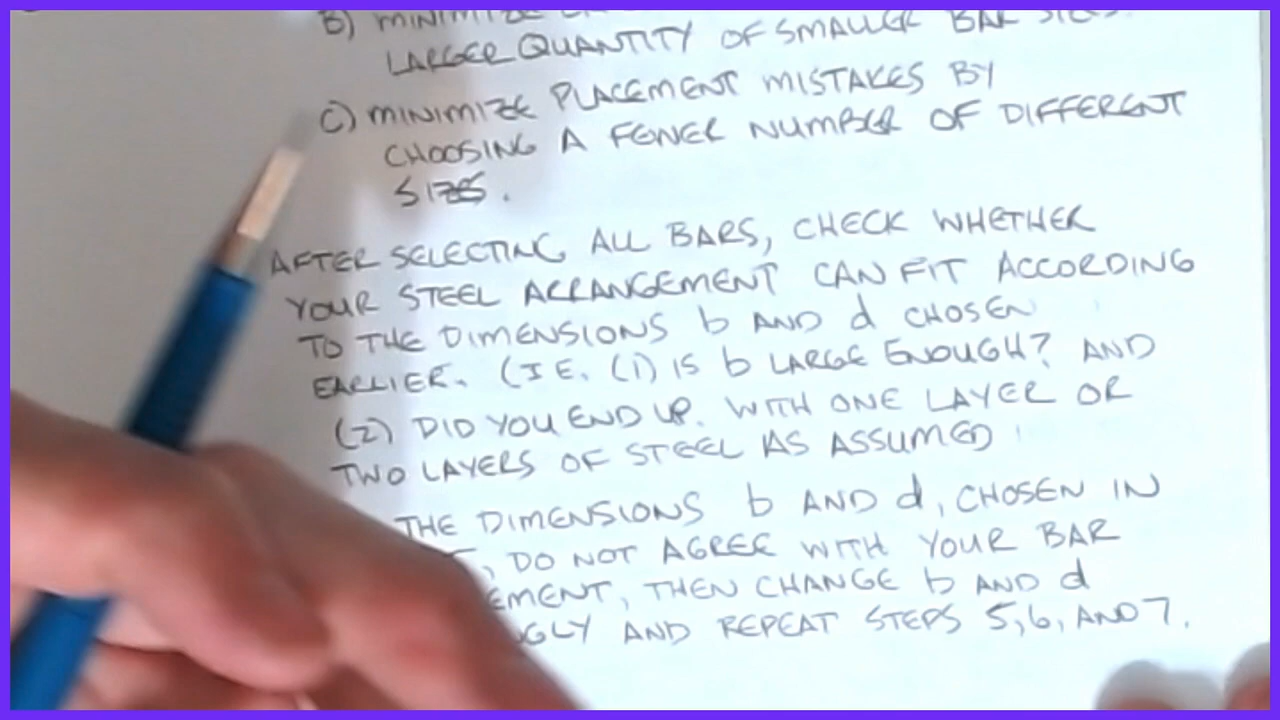 B) MINIMIZE
LARGER QUANTITY OF SMALLER BAR SIZES.
C) MINIMIZE PLACEMENT MISTAKES BY
CHOOSING A FEWER NUMBER OF DIFFERENT
SIZES.
AFTER SELECTING ALL BARS, CHECK WHETHER
YOUR STEEL ARRANGEMENT CAN FIT ACCORDING
TO THE DIMENSIONS b AND d CHOSEN
EARLIER. (IE. (1) IS b LARGE ENOUGH? AND
(2) DID YOU END UP. WITH ONE LAYER OR
TWO LAYERS OF STEEL AS ASSUMED
THE DIMENSIONS b AND d, CHOSEN IN
, DO NOT AGREE WITH YOUR BAR
EMENT, THEN CHANGE b AND d
GLY AND REPEAT STEPS 5,6, AND 7.